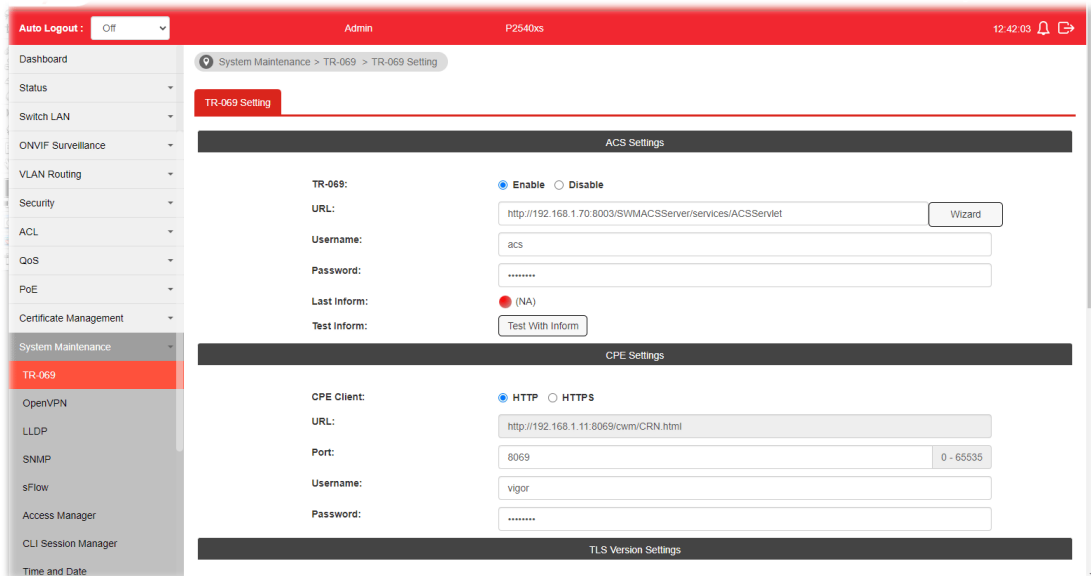 Auto Logout : Off Admin P2540xs 12:42:03
Dashboard
Status
Switch LAN
ONVIF Surveillance
VLAN Routing
Security
ACL
QoS
PoE
Certificate Management
System Maintenance
TR-069
OpenVPN
LLDP
SNMP
sFlow
Access Manager
CLI Session Manager
Time and Date
System Maintenance > TR-069 > TR-069 Setting
TR-069 Setting
ACS Settings
TR-069: Enable Disable
URL: http://192.168.1.70:8003/SWMACSServer/services/ACSServlet Wizard
Username: acs
Password: ••••••••
Last Inform: (NA)
Test Inform: Test With Inform
CPE Settings
CPE Client: HTTP HTTPS
URL: http://192.168.1.11:8069/cwm/CRN.html
Port: 8069 0 - 65535
Username: vigor
Password: ••••••••
TLS Version Settings